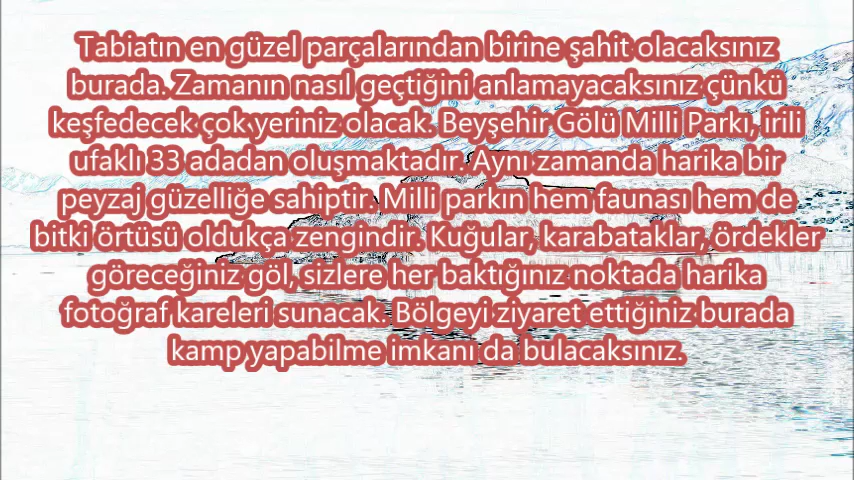 Tabiatın en güzel parçalarından birine şahit olacaksınız
burada. Zamanın nasıl geçtiğini anlamayacaksınız çünkü
keşfedecek çok yeriniz olacak. Beyşehir Gölü Milli Parkı, irili
ufaklı 33 adadan oluşmaktadır. Aynı zamanda harika bir
peyzaj güzelliğe sahiptir. Milli parkın hem faunası hem de
bitki örtüsü oldukça zengindir. Kuğular, karabataklar, ördekler
göreceğiniz göl, sizlere her baktığınız noktada harika
fotoğraf kareleri sunacak. Bölgeyi ziyaret ettiğiniz burada
kamp yapabilme imkanı da bulacaksınız.